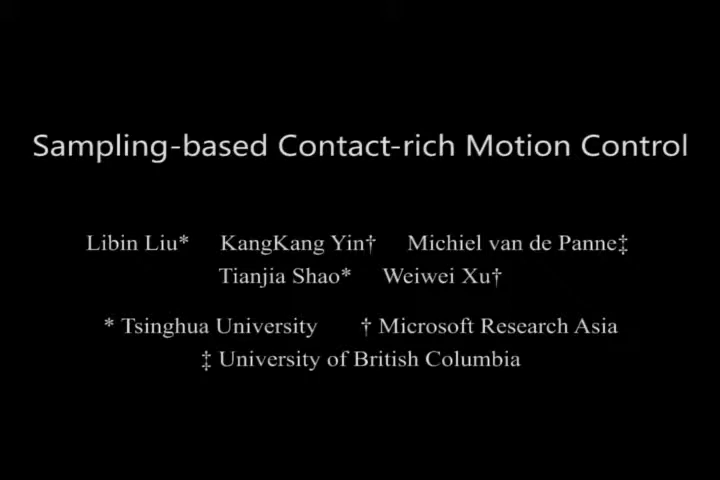 Sampling-based Contact-rich Motion Control
Libin Liu* KangKang Yin† Michiel van de Panne‡
Tianjia Shao* Weiwei Xu†
* Tsinghua University † Microsoft Research Asia
‡ University of British Columbia